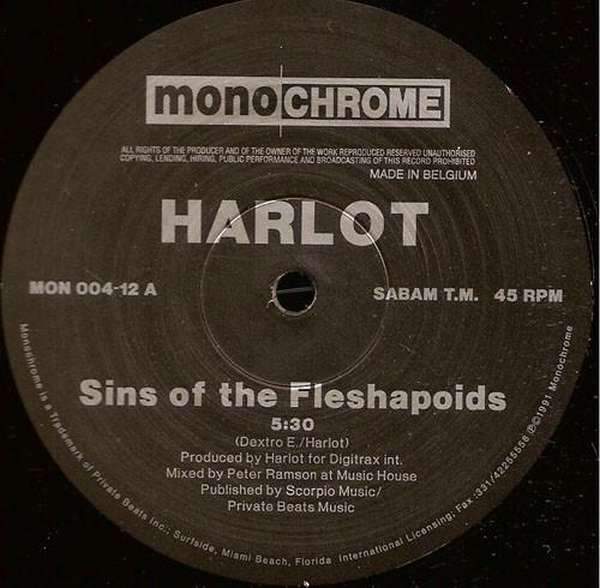 monoCHROME
ALL RIGHTS OF THE PRODUCER AND OF THE OWNER OF THE WORK REPRODUCED RESERVED UNAUTHORISED
COPYING, LENDING, HIRING, PUBLIC PERFORMANCE AND BROADCASTING OF THIS RECORD PROHIBITED
MADE IN BELGIUM
HARLOT
MON 004-12 A
SABAM T.M. 45 RPM
Sins of the Fleshapoids
5:30
(Dextro E./Harlot)
Produced by Harlot for Digitrax int.
Mixed by Peter Ramson at Music House
Published by Scorpio Music/
Private Beats Music
Monochrome is a Trademark of Private Beats Inc.; Surfside, Miami Beach, Florida International Licensing; Fax.:331/42255556 ℗©1991 Monochrome